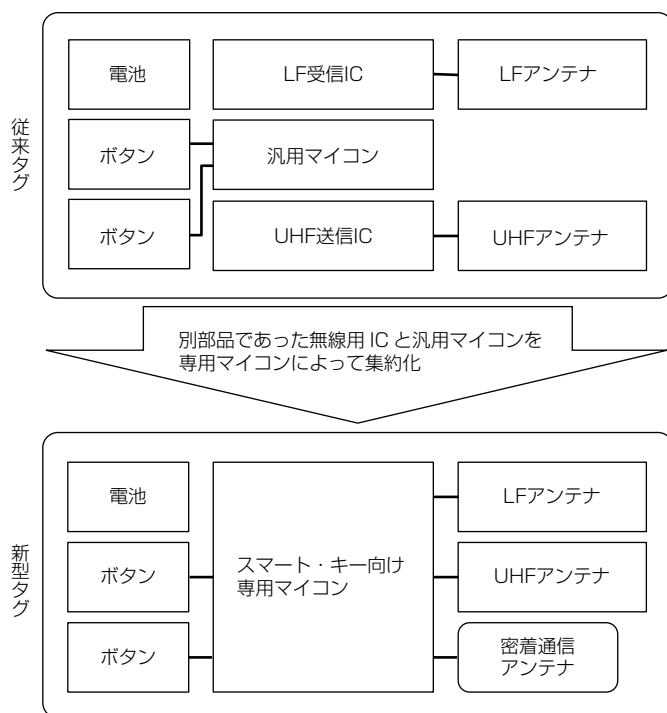 従来タグ
電池
LF受信IC
LFアンテナ
ボタン
汎用マイコン
ボタン
UHF送信IC
UHFアンテナ
別部品であった無線用 IC と汎用マイコンを
専用マイコンによって集約化
新型タグ
電池
スマート・キー向け
専用マイコン
LFアンテナ
ボタン
UHFアンテナ
ボタン
密着通信
アンテナ